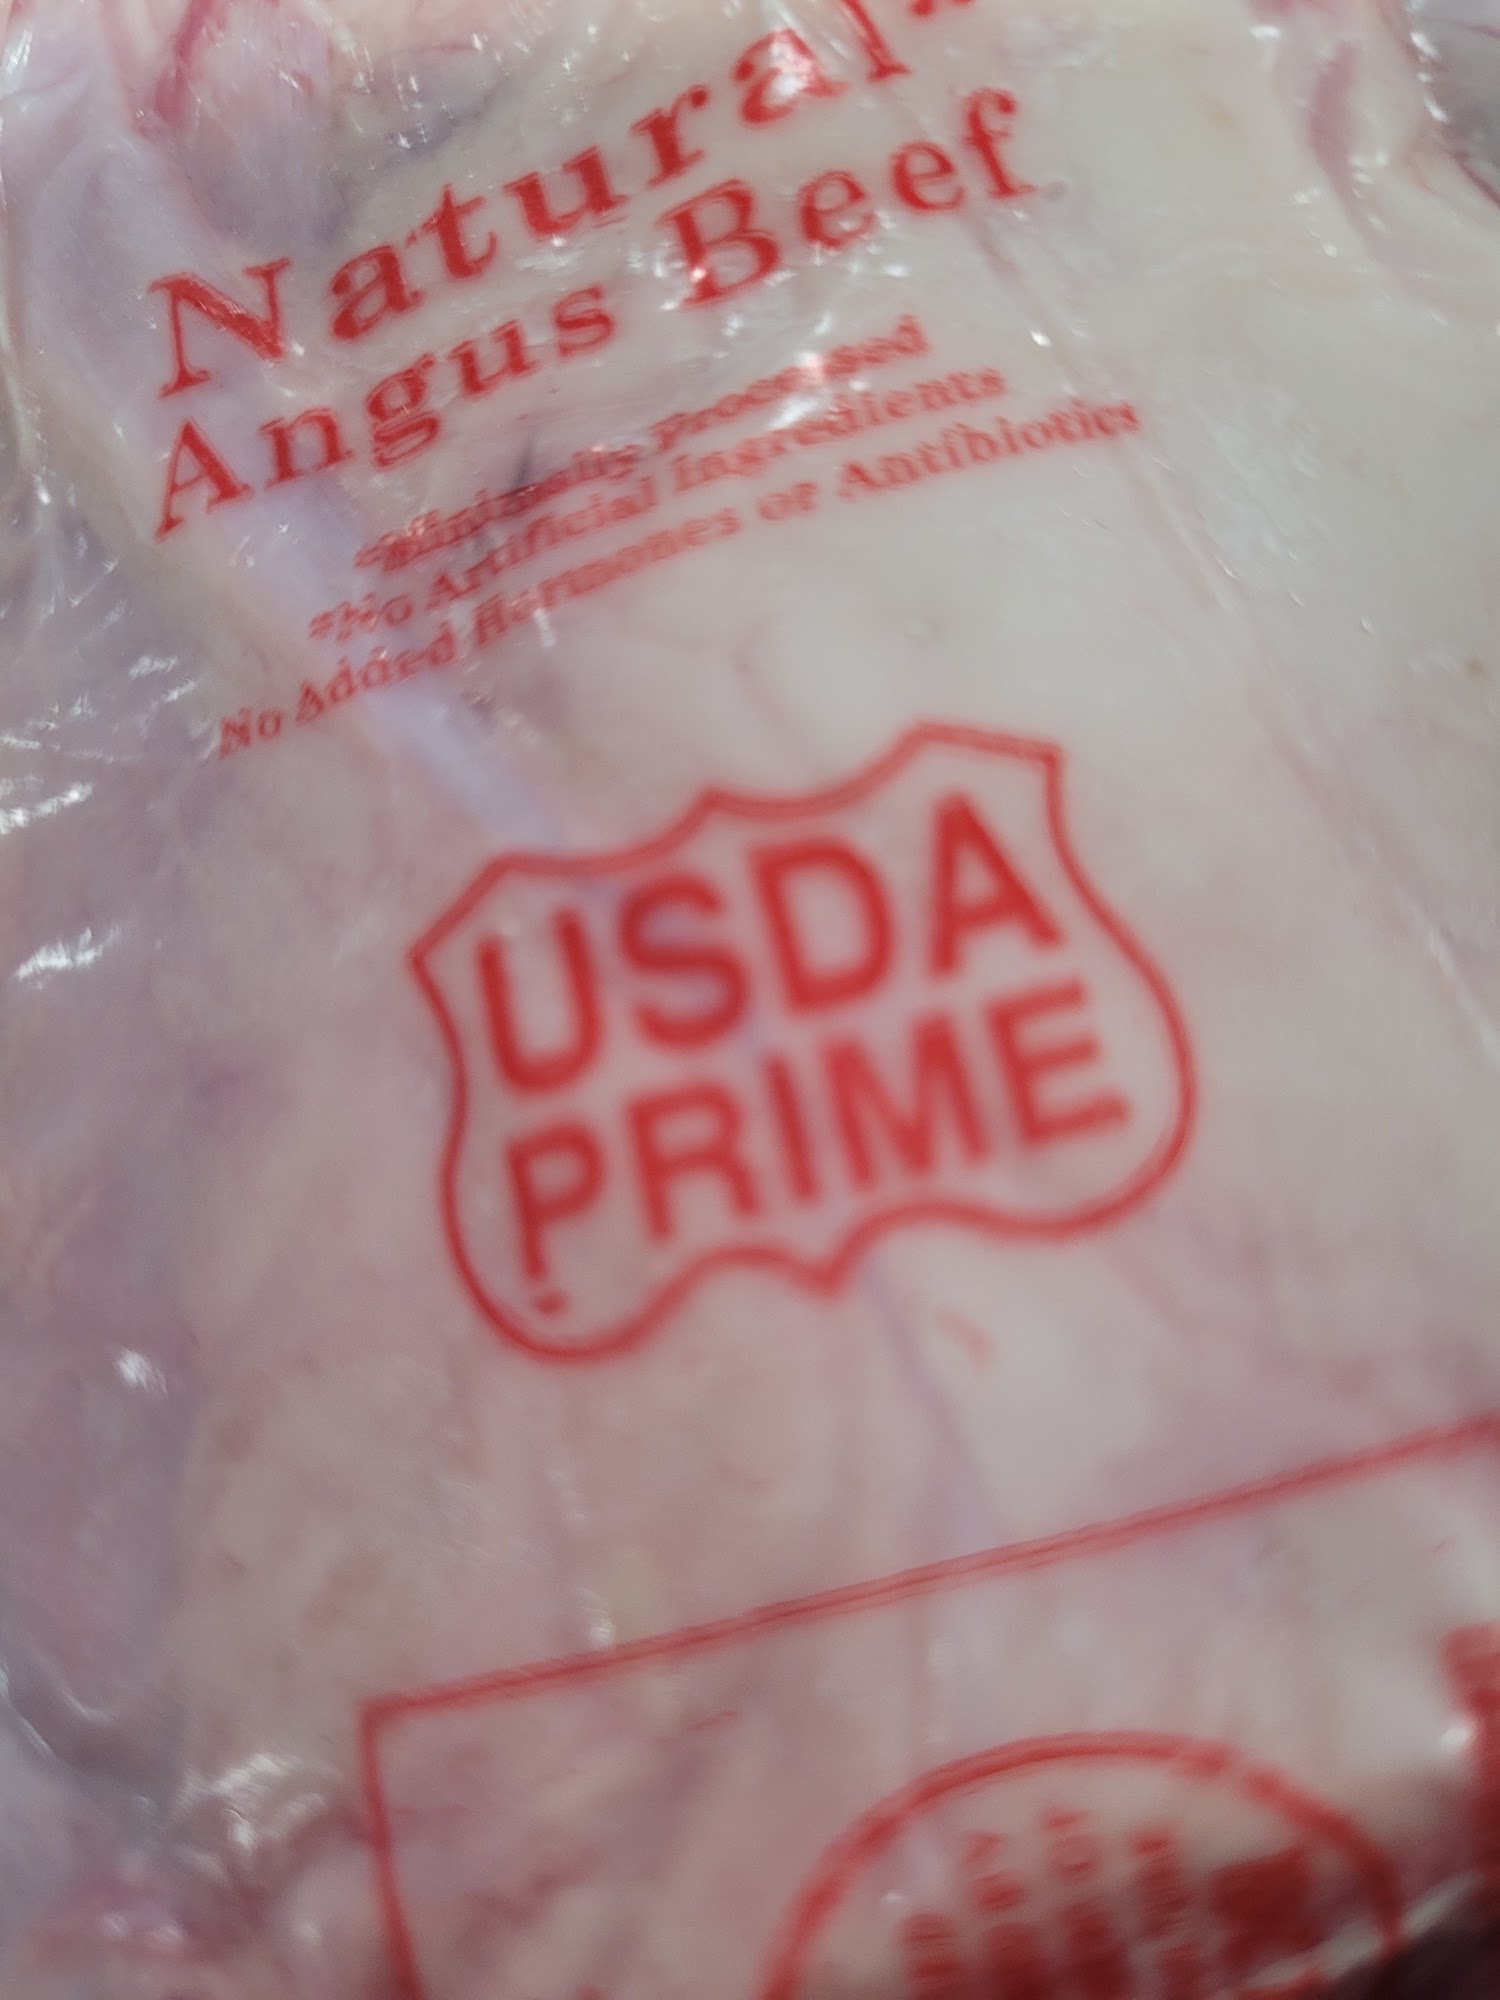 Natural*
Angus Beef
*Minimally Processed
*No Artificial Ingredients
No Added Hormones or Antibiotics
USDA
PRIME